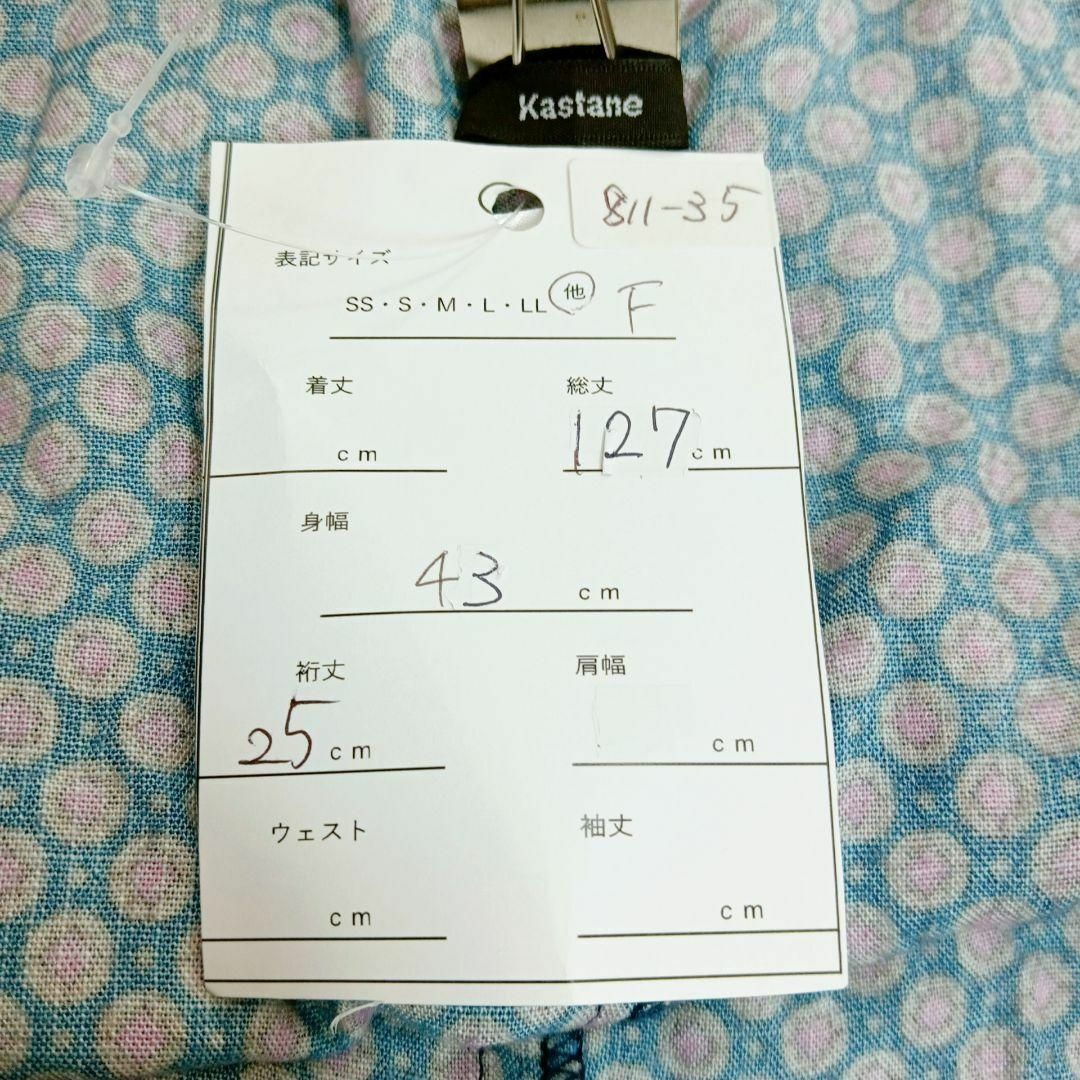 Kastane
811-35
表記サイズ
SS・S・M・L・LL 他 F
着丈 総丈
cm 127 cm
身幅
43 cm
裄丈 肩幅
25 cm cm
ウェスト 袖丈
cm cm